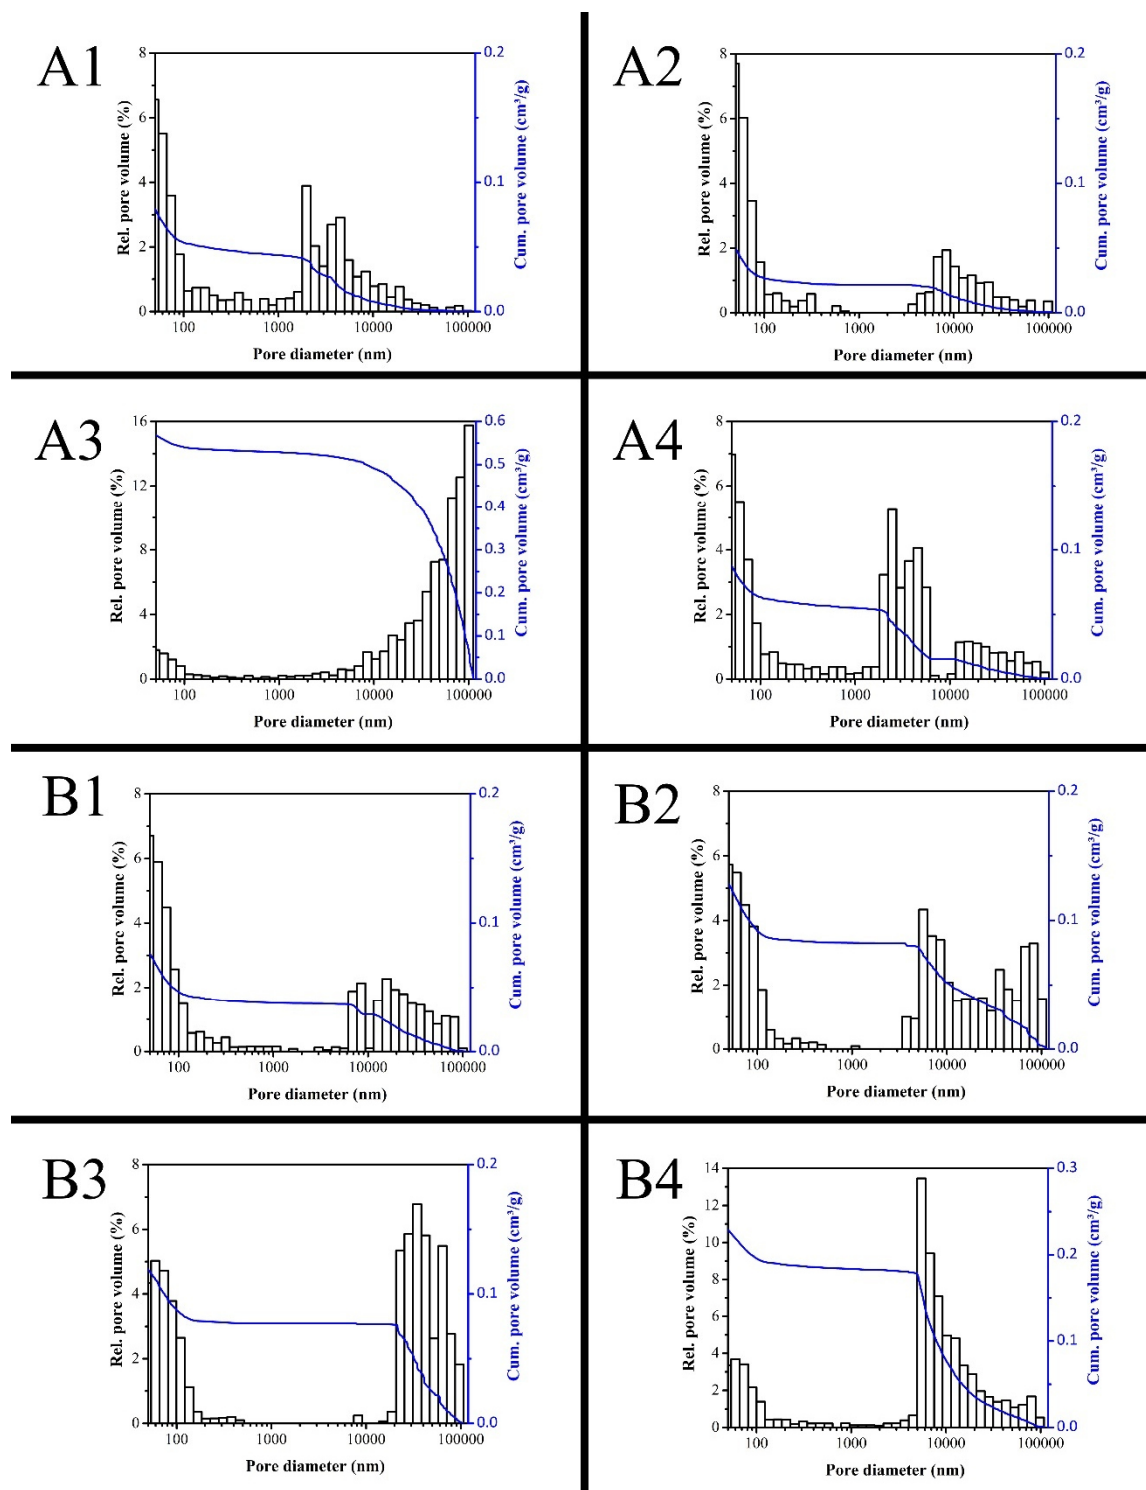 A1
8
6
4
2
0
Rel. pore volume (%)
0.2
0.1
0.0
Cum. pore volume (cm³/g)
100 1000 10000 100000
Pore diameter (nm)
A2
8
6
4
2
0
Rel. pore volume (%)
0.2
0.1
0.0
Cum. pore volume (cm³/g)
100 1000 10000 100000
Pore diameter (nm)
A3
16
12
8
4
0
Rel. pore volume (%)
0.6
0.5
0.4
0.3
0.2
0.1
0.0
Cum. pore volume (cm³/g)
100 1000 10000 100000
Pore diameter (nm)
A4
8
6
4
2
0
Rel. pore volume (%)
0.2
0.1
0.0
Cum. pore volume (cm³/g)
100 1000 10000 100000
Pore diameter (nm)
B1
8
6
4
2
0
Rel. pore volume (%)
0.2
0.1
0.0
Cum. pore volume (cm³/g)
100 1000 10000 100000
Pore diameter (nm)
B2
8
6
4
2
0
Rel. pore volume (%)
0.2
0.1
0.0
Cum. pore volume (cm³/g)
100 1000 10000 100000
Pore diameter (nm)
B3
8
6
4
2
0
Rel. pore volume (%)
0.2
0.1
0.0
Cum. pore volume (cm³/g)
100 1000 10000 100000
Pore diameter (nm)
B4
14
12
10
8
6
4
2
0
Rel. pore volume (%)
0.3
0.2
0.1
0.0
Cum. pore volume (cm³/g)
100 1000 10000 100000
Pore diameter (nm)